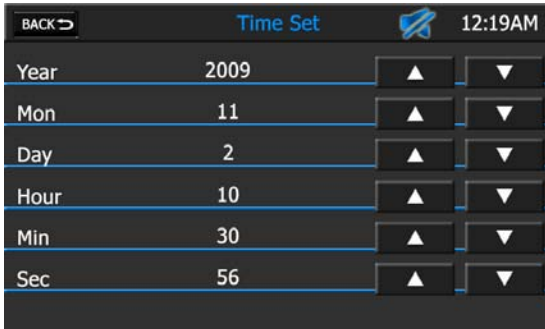 BACK Time Set 12:19AM
Year 2009
Mon 11
Day 2
Hour 10
Min 30
Sec 56